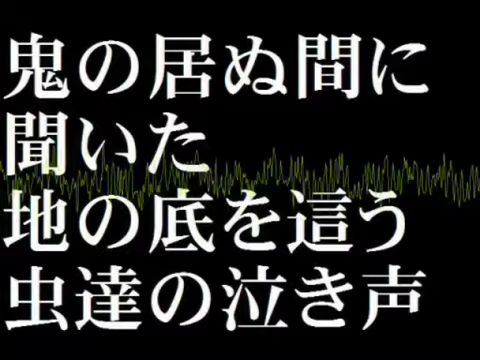 鬼の居ぬ間に
聞いた
地の底を這う
虫達の泣き声